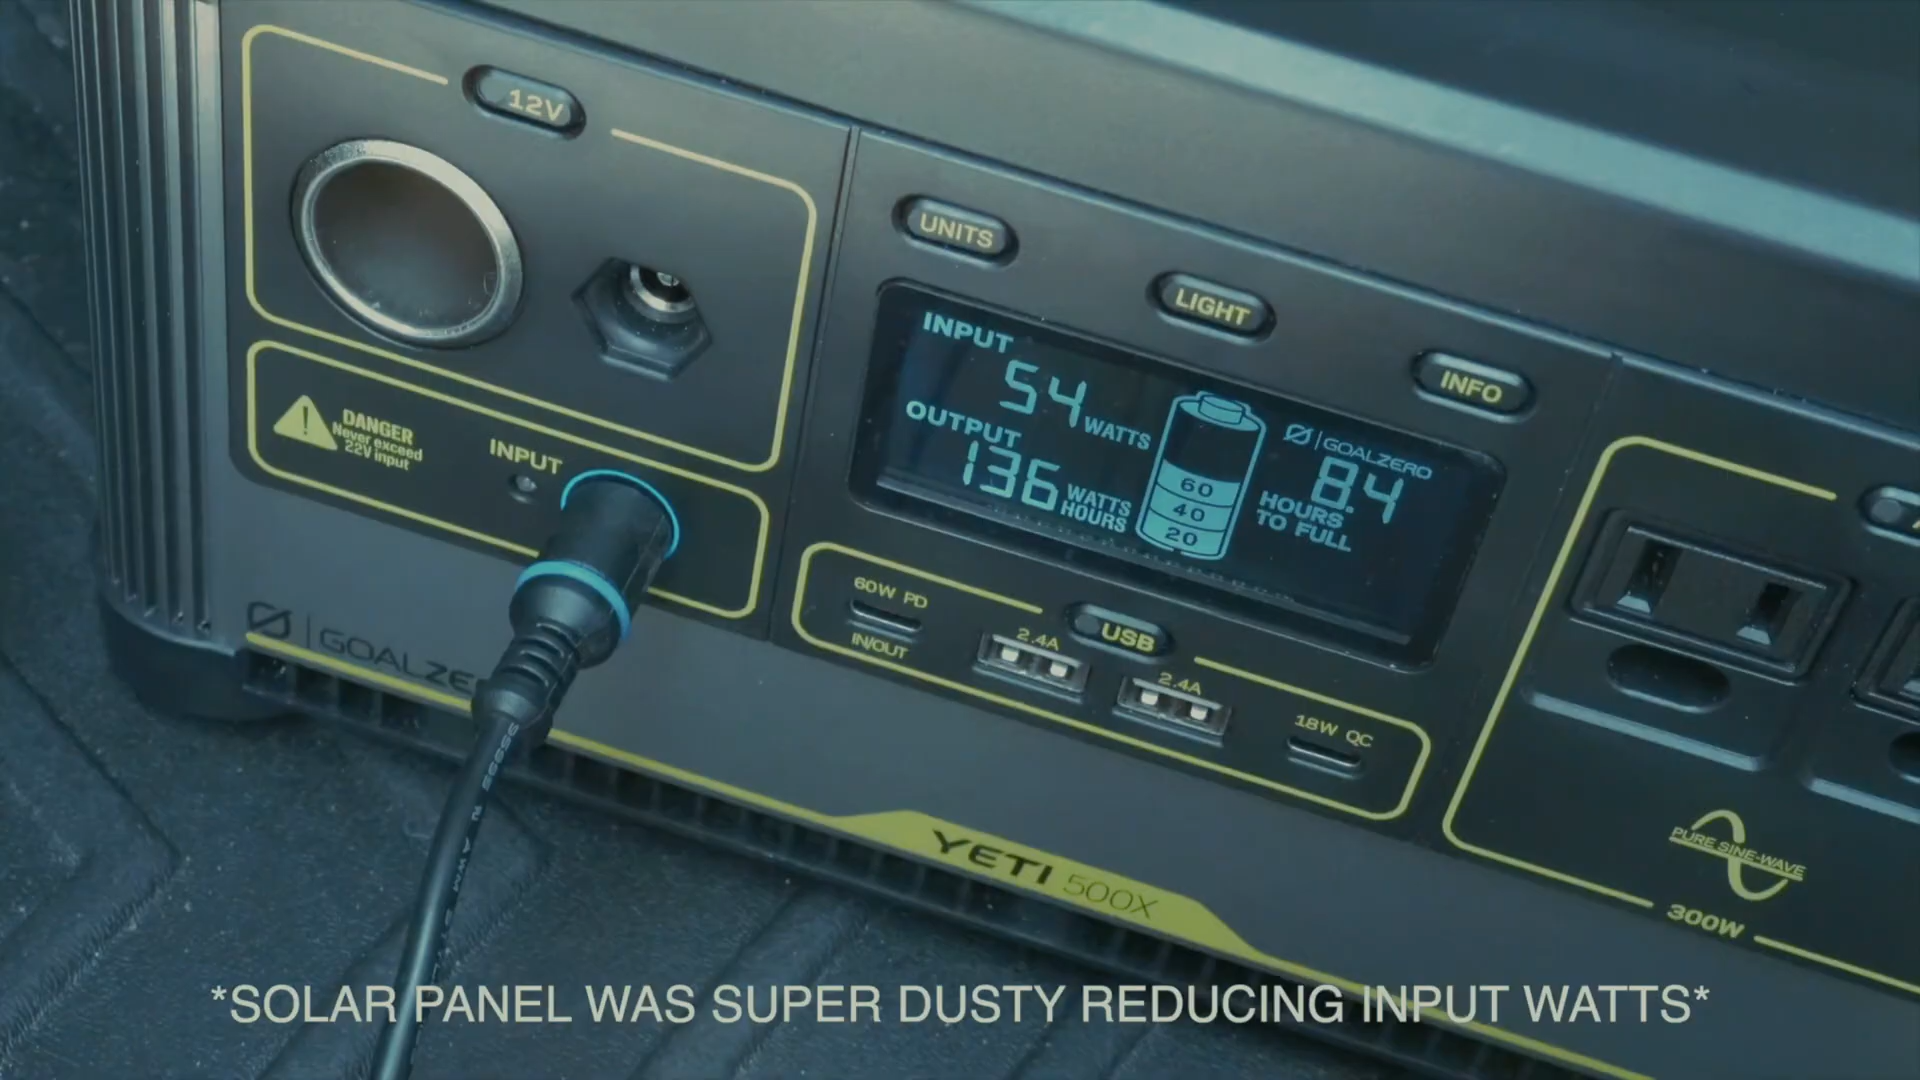 12V
UNITS
LIGHT
INFO
INPUT
54 WATTS
OUTPUT
136 WATTS HOURS
60
40
20
GOALZERO
8.4
HOURS
TO FULL
DANGER
Never exceed
22V input
INPUT
60W PD
IN/OUT
2.4A
USB
2.4A
18W QC
GOALZE
YETI 500X
PURE SINE-WAVE
300W
*SOLAR PANEL WAS SUPER DUSTY REDUCING INPUT WATTS*